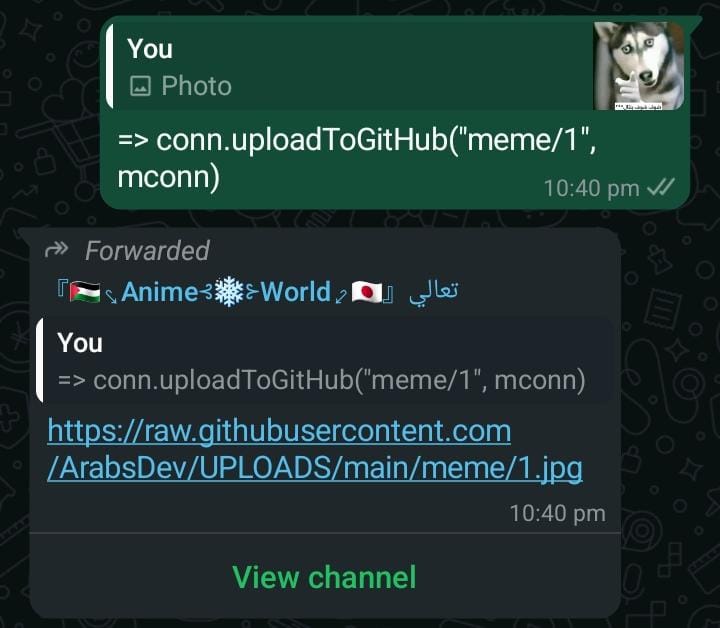 You
Photo
=> conn.uploadToGitHub("meme/1",
mconn)
10:40 pm
Forwarded
『🇵🇸⸜Anime⊰❄⊱World⸝🇯🇵』 تعالي
You
=> conn.uploadToGitHub("meme/1", mconn)
https://raw.githubusercontent.com
/ArabsDev/UPLOADS/main/meme/1.jpg
10:40 pm
View channel